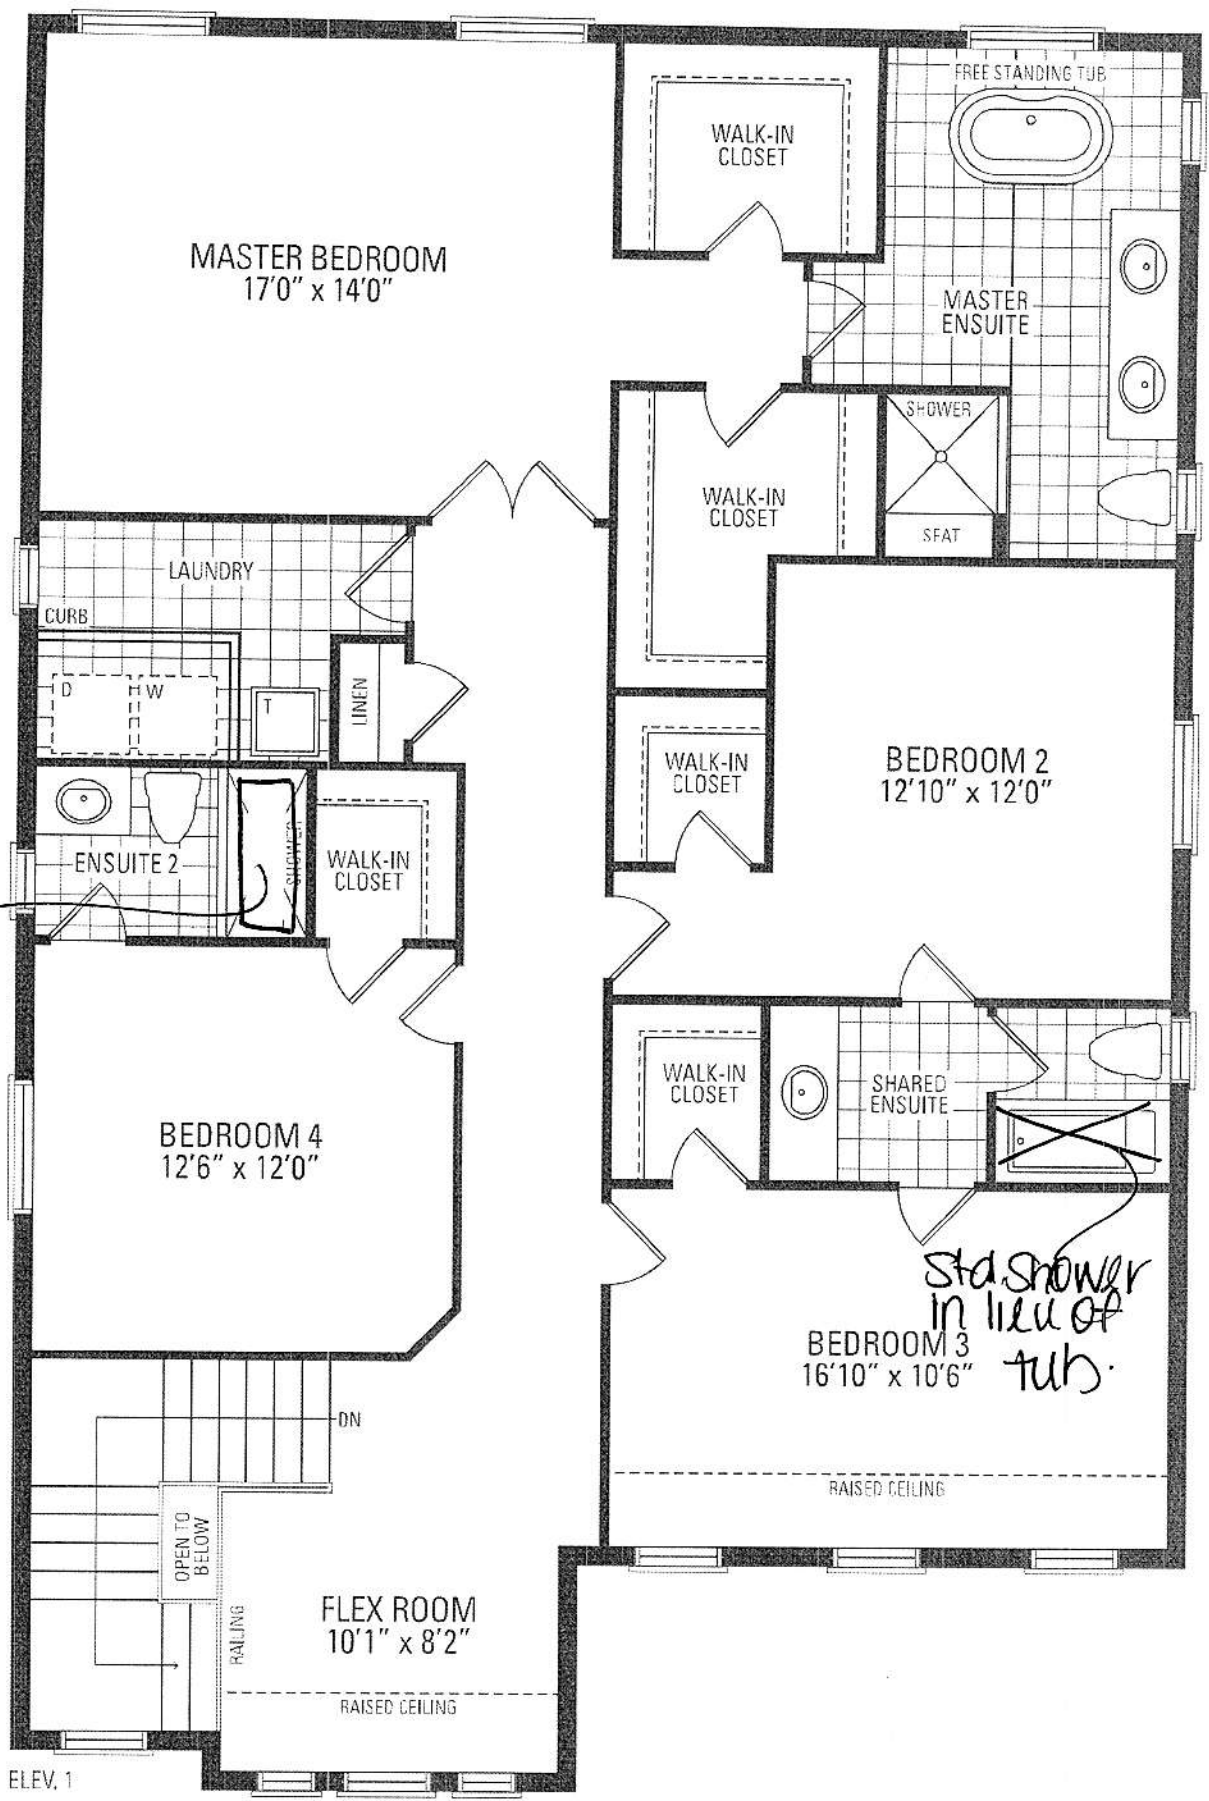 FREE STANDING TUB
WALK-IN
CLOSET
MASTER BEDROOM
17'0" x 14'0"
MASTER
ENSUITE
SHOWER
SEAT
WALK-IN
CLOSET
LAUNDRY
CURB
D
W
T
LINEN
WALK-IN
CLOSET
BEDROOM 2
12'10" x 12'0"
ENSUITE 2
SHOWER
WALK-IN
CLOSET
WALK-IN
CLOSET
SHARED
ENSUITE
BEDROOM 4
12'6" x 12'0"
Std. Shower
in lieu of
tub.
BEDROOM 3
16'10" x 10'6"
RAISED CEILING
DN
OPEN TO
BELOW
RAILING
FLEX ROOM
10'1" x 8'2"
RAISED CEILING
ELEV. 1